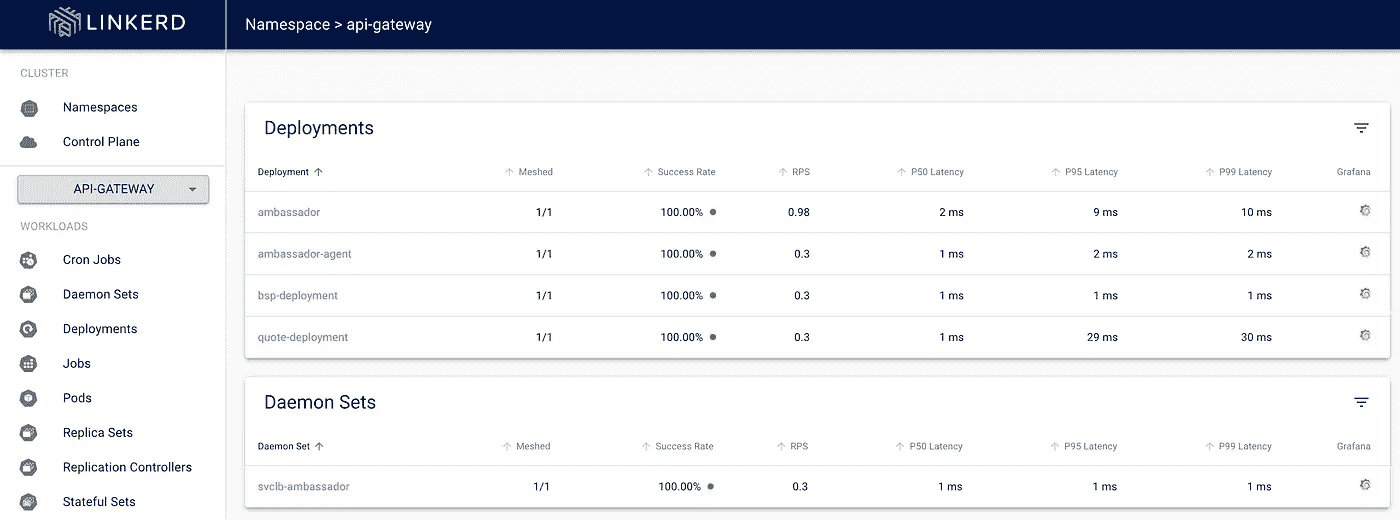 LINKERD
Namespace > api-gateway
CLUSTER
Namespaces
Control Plane
API-GATEWAY
WORKLOADS
Cron Jobs
Daemon Sets
Deployments
Jobs
Pods
Replica Sets
Replication Controllers
Stateful Sets
Deployments
Deployment Meshed Success Rate RPS P50 Latency P95 Latency P99 Latency Grafana
ambassador 1/1 100.00% 0.98 2 ms 9 ms 10 ms
ambassador-agent 1/1 100.00% 0.3 1 ms 2 ms 2 ms
bsp-deployment 1/1 100.00% 0.3 1 ms 1 ms 1 ms
quote-deployment 1/1 100.00% 0.3 1 ms 29 ms 30 ms
Daemon Sets
Daemon Set Meshed Success Rate RPS P50 Latency P95 Latency P99 Latency Grafana
svclb-ambassador 1/1 100.00% 0.3 1 ms 1 ms 1 ms